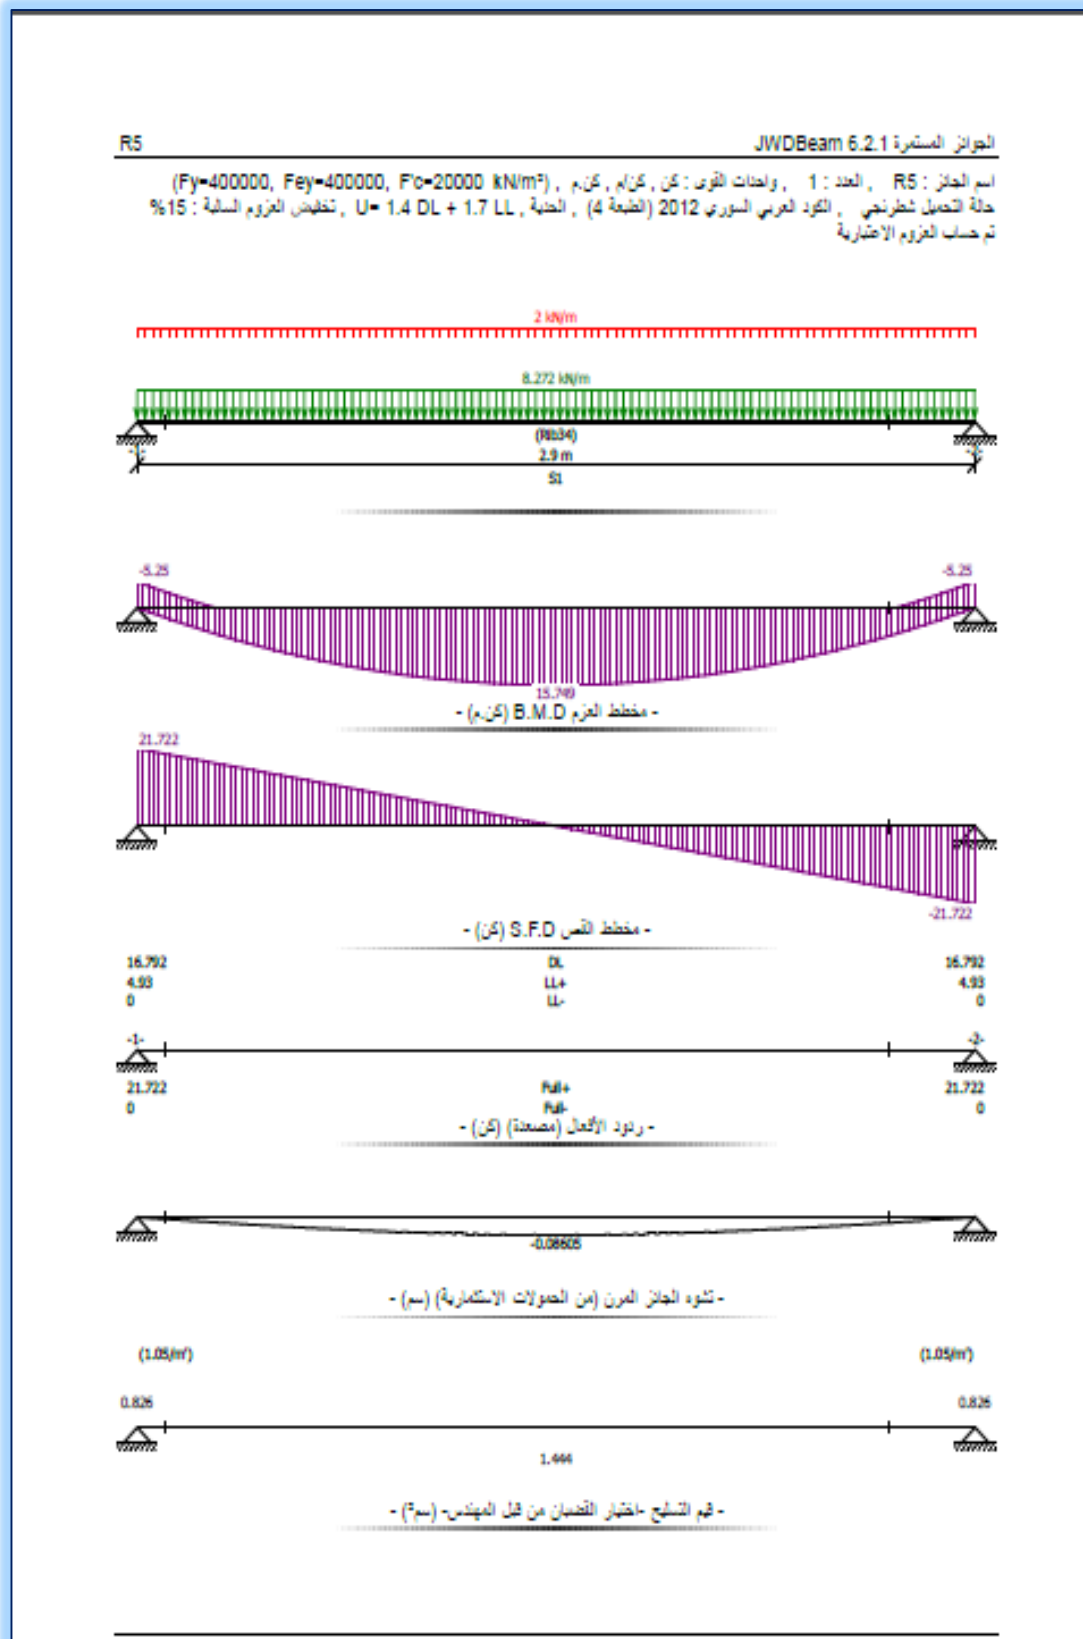 الجوائز المستمرة JWDBeam 6.2.1 R5
اسم الجائز : R5 , العدد : 1 , واحدات القوى : كن , كن/م , كن.م , (Fy=400000, Fey=400000, F'c=20000 kN/m²)
حالة التحميل شطرنجي , الكود العربي السوري 2012 (الطبعة 4) , الحدية , U= 1.4 DL + 1.7 LL , تخفيض العزوم السالبة : 15%
تم حساب العزوم الاعتبارية
2 kN/m
8.272 kN/m
(Rib34)
2.9 m
S1
-5.25 -5.25
15.749
- مخطط العزم B.M.D (كن.م) -
21.722
-21.722
- مخطط القص S.F.D (كن) -
16.792 DL 16.792
4.93 LL+ 4.93
0 LL- 0
-1- -2-
21.722 Full+ 21.722
0 Full- 0
- ردود الأفعال (مصعدة) (كن) -
-0.08605
- تشوه الجائز المرن (من الحمولات الاستثمارية) (سم) -
(1.05/m') (1.05/m')
0.826 0.826
1.444
- قيم التسليح -اختيار القضبان من قبل المهندس- (سم²) -